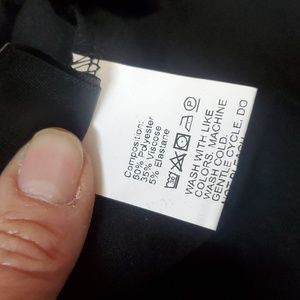 Composition:
60% Polyester
35% Viscose
5% Elastane
WASH WITH LIKE
COLORS. MACHINE
WASH COLD.
GENTLE CYCLE. DO